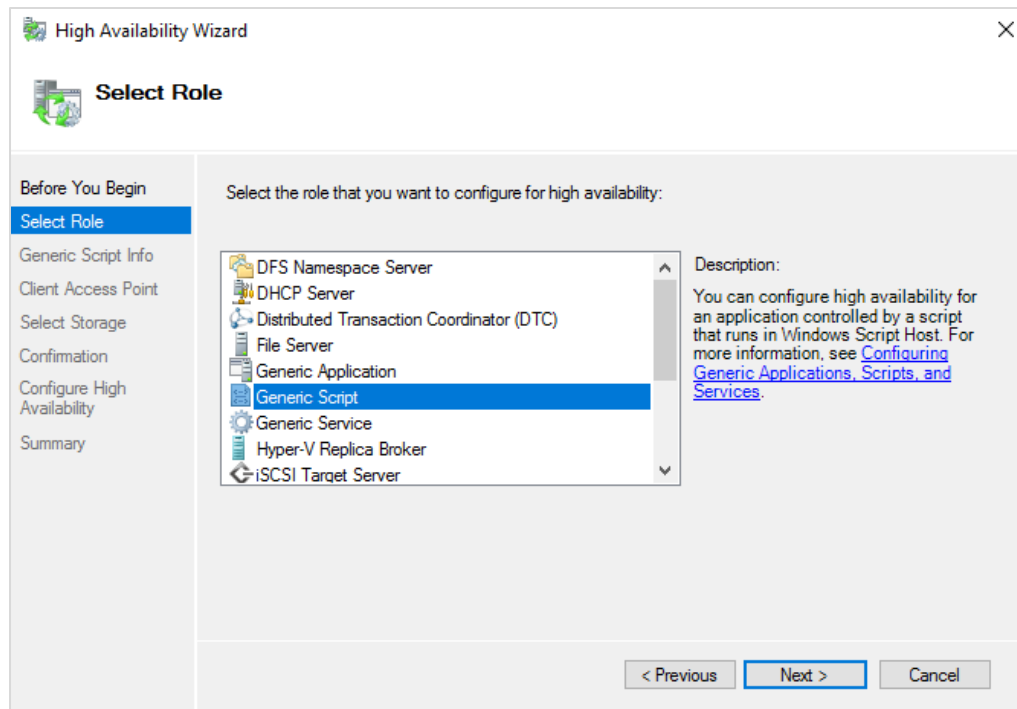 High Availability Wizard
Select Role
Before You Begin
Select Role
Generic Script Info
Client Access Point
Select Storage
Confirmation
Configure High
Availability
Summary
Select the role that you want to configure for high availability:
DFS Namespace Server
DHCP Server
Distributed Transaction Coordinator (DTC)
File Server
Generic Application
Generic Script
Generic Service
Hyper-V Replica Broker
iSCSI Target Server
Description:
You can configure high availability for
an application controlled by a script
that runs in Windows Script Host. For
more information, see Configuring
Generic Applications, Scripts, and
Services.
< Previous
Next >
Cancel